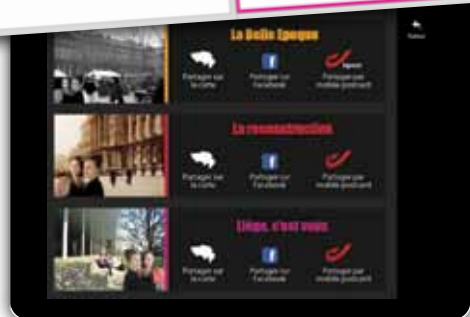 La Belle Epoque
Retour
bpost
Partager sur
la carte
Partager sur
Facebook
Partager par
mobile postcard
La reconstruction
Partager sur
la carte
Partager sur
Facebook
Partager par
mobile postcard
Liège, c'est vous
Partager sur
la carte
Partager sur
Facebook
Partager par
mobile postcard